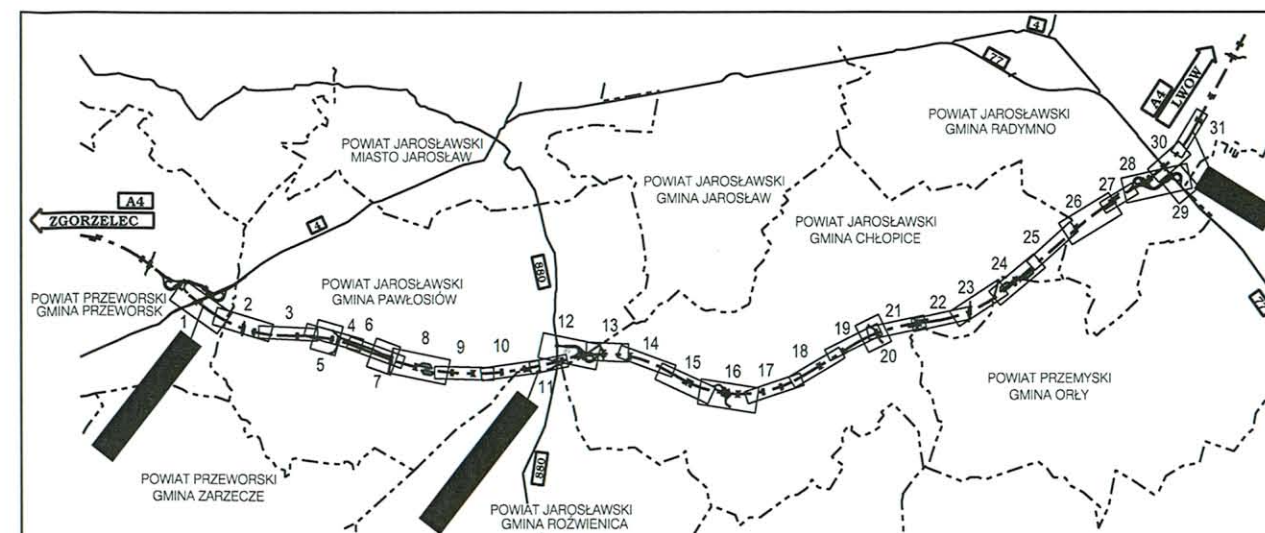 4
77
A4
LWÓW
POWIAT JAROSŁAWSKI
GMINA RADYMNO
POWIAT JAROSŁAWSKI
MIASTO JAROSŁAW
30
31
28
POWIAT JAROSŁAWSKI
GMINA JAROSŁAW
27
29
A4
ZGORZELEC
4
26
POWIAT JAROSŁAWSKI
GMINA CHŁOPICE
25
880
24
POWIAT JAROSŁAWSKI
GMINA PAWŁOSIÓW
POWIAT PRZEWORSKI
GMINA PRZEWORSK
1
2
3
4
6
5
7
8
9
10
11
12
13
14
15
16
17
18
19
20
21
22
23
POWIAT PRZEMYSKI
GMINA ORŁY
POWIAT PRZEWORSKI
GMINA ZARZECZE
880
POWIAT JAROSŁAWSKI
GMINA ROŹWIENICA